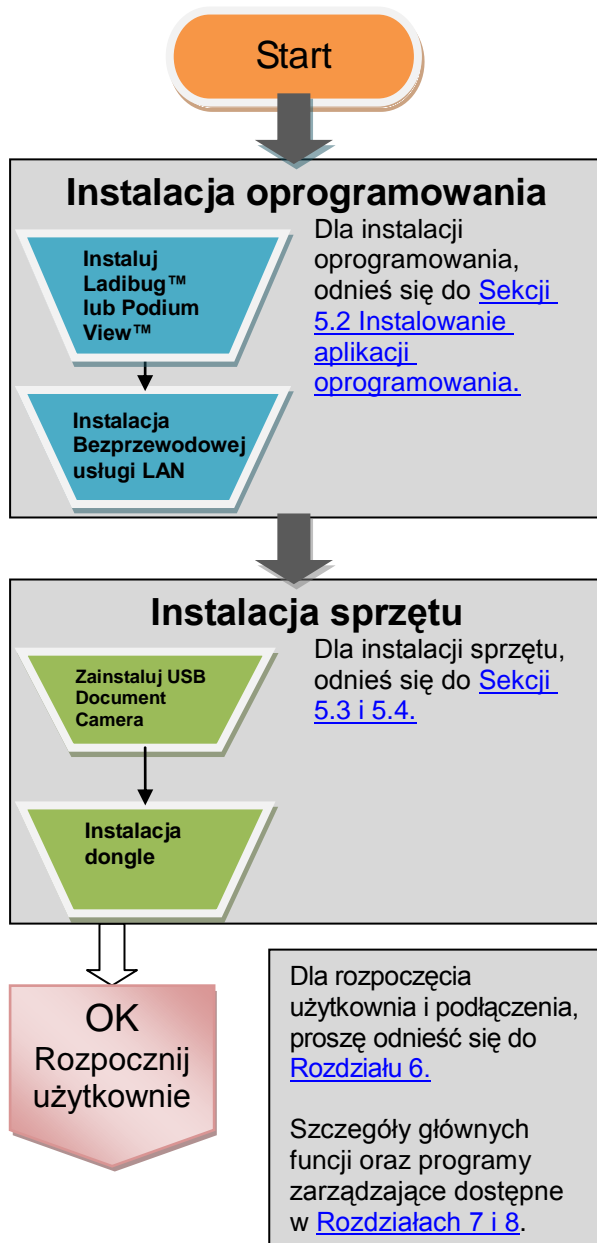 Start
Instalacja oprogramowania
Instaluj
Ladibug™
lub Podium
View™
Instalacja
Bezprzewodowej
usługi LAN
Dla instalacji
oprogramowania,
odnieś się do Sekcji
5.2 Instalowanie
aplikacji
oprogramowania.
Instalacja sprzętu
Zainstaluj USB
Document
Camera
Instalacja
dongle
Dla instalacji sprzętu,
odnieś się do Sekcji
5.3 i 5.4.
OK
Rozpocznij
użytkownie
Dla rozpoczęcia
użytkownia i podłączenia,
proszę odnieść się do
Rozdziału 6.
Szczegóły głównych
funcji oraz programy
zarządzające dostępne
w Rozdziałach 7 i 8.